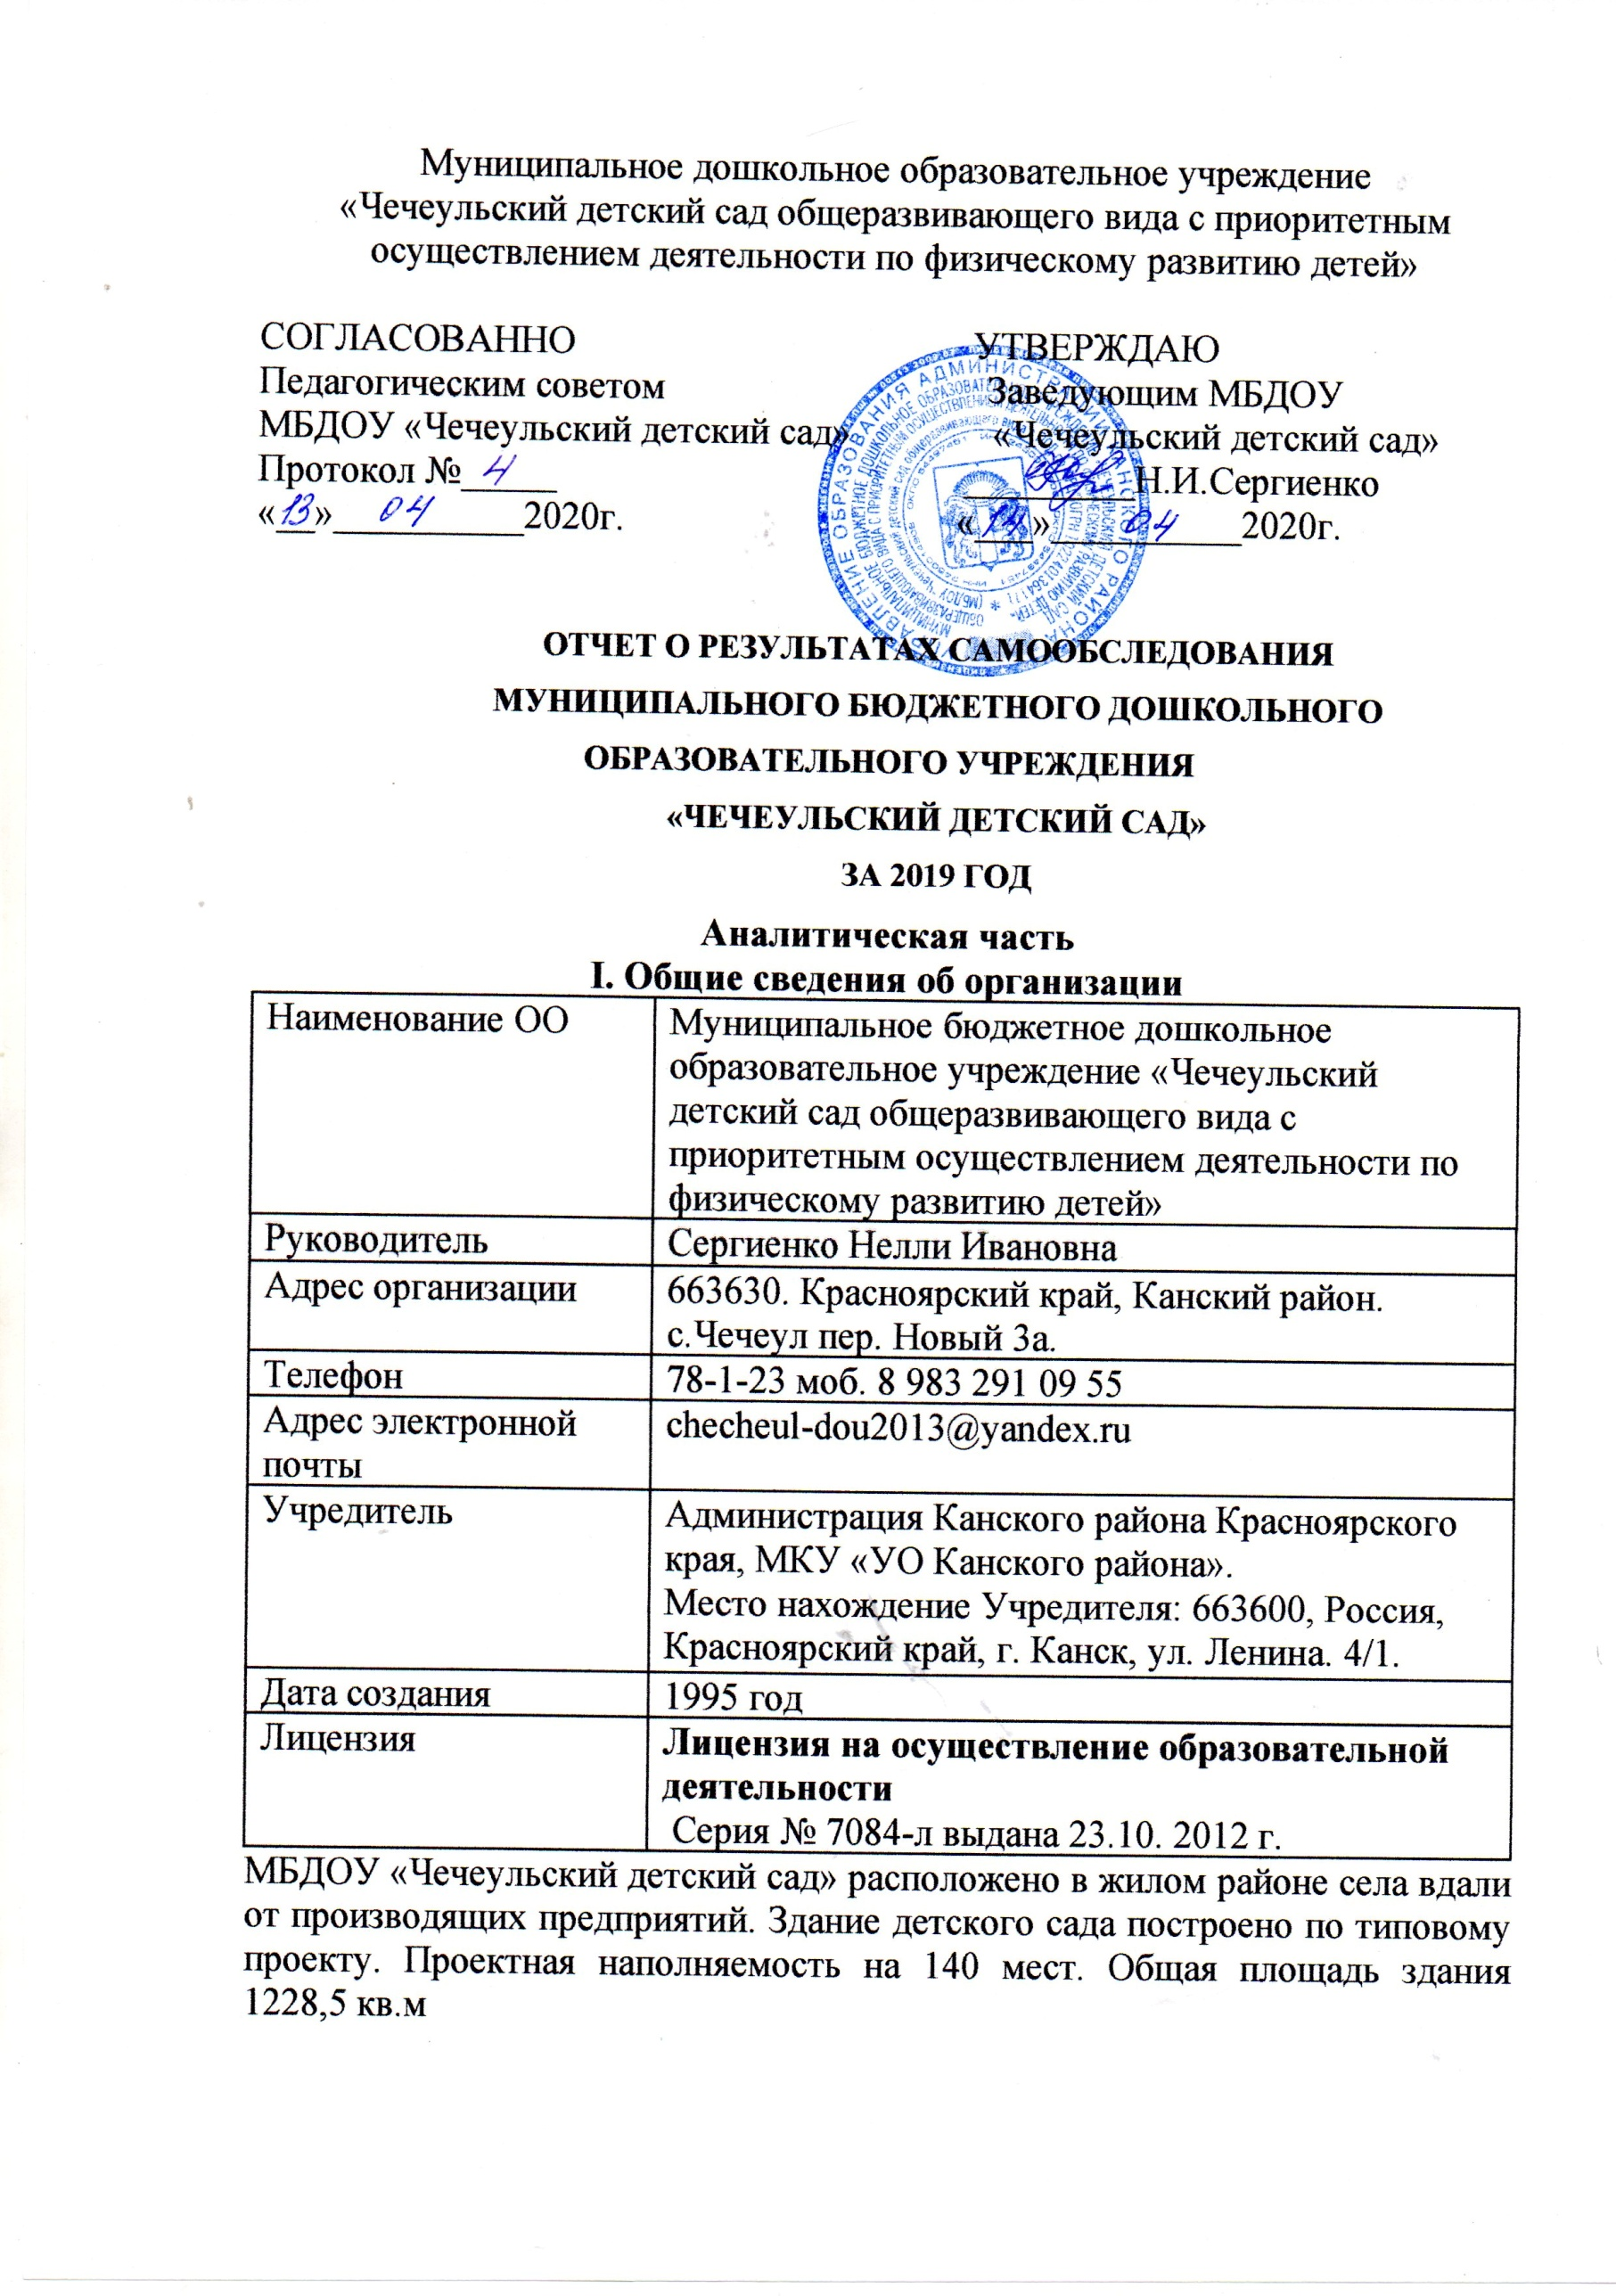 Муниципальное дошкольное образовательное учреждение
«Чечеульский детский сад общеразвивающего вида с приоритетным
осуществлением деятельности по физическому развитию детей»
СОГЛАСОВАННО
Педагогическим советом
МБДОУ «Чечеульский детский сад»
Протокол № 4
«13» 04 2020г.
УТВЕРЖДАЮ
Заведующим МБДОУ
«Чечеульский детский сад»
Н.И.Сергиенко
«14» 04 2020г.
ОТЧЕТ О РЕЗУЛЬТАТАХ САМООБСЛЕДОВАНИЯ
МУНИЦИПАЛЬНОГО БЮДЖЕТНОГО ДОШКОЛЬНОГО
ОБРАЗОВАТЕЛЬНОГО УЧРЕЖДЕНИЯ
«ЧЕЧЕУЛЬСКИЙ ДЕТСКИЙ САД»
ЗА 2019 ГОД
Аналитическая часть
I. Общие сведения об организации
Наименование ОО
Муниципальное бюджетное дошкольное
образовательное учреждение «Чечеульский
детский сад общеразвивающего вида с
приоритетным осуществлением деятельности по
физическому развитию детей»
Руководитель
Сергиенко Нелли Ивановна
Адрес организации
663630. Красноярский край, Канский район.
с.Чечеул пер. Новый 3а.
Телефон
78-1-23 моб. 8 983 291 09 55
Адрес электронной
почты
checheul-dou2013@yandex.ru
Учредитель
Администрация Канского района Красноярского
края, МКУ «УО Канского района».
Место нахождение Учредителя: 663600, Россия,
Красноярский край, г. Канск, ул. Ленина. 4/1.
Дата создания
1995 год
Лицензия
Лицензия на осуществление образовательной
деятельности
Серия № 7084-л выдана 23.10. 2012 г.
МБДОУ «Чечеульский детский сад» расположено в жилом районе села вдали
от производящих предприятий. Здание детского сада построено по типовому
проекту. Проектная наполняемость на 140 мест. Общая площадь здания
1228,5 кв.м